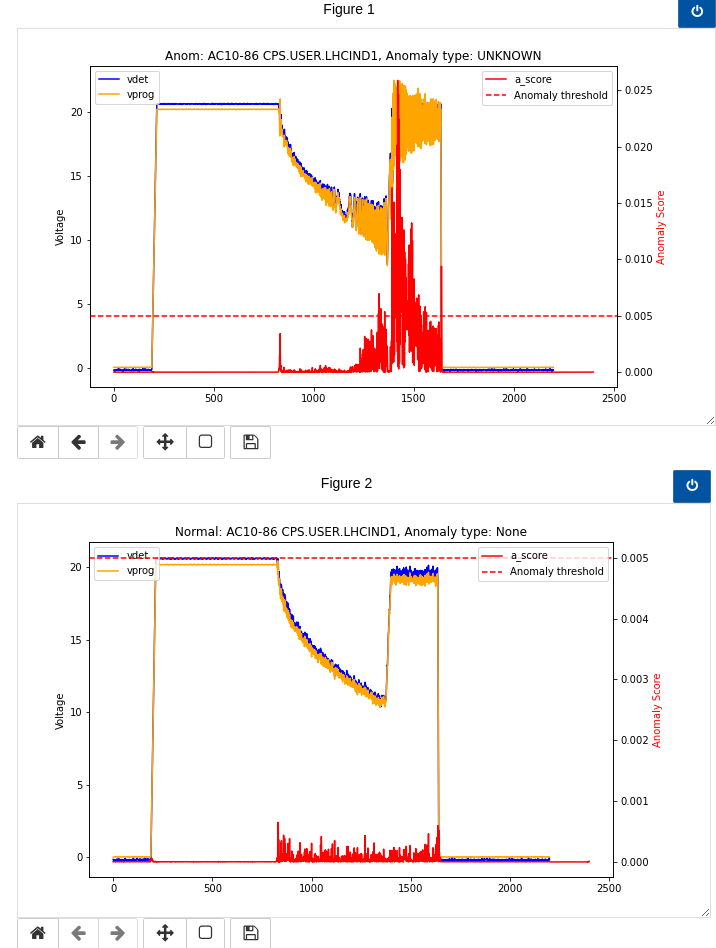 Figure 1
Anom: AC10-86 CPS.USER.LHCIND1, Anomaly type: UNKNOWN
vdet
vprog
a_score
Anomaly threshold
20
15
10
5
0
Voltage
0.025
0.020
0.015
0.010
0.005
0.000
Anomaly Score
0 500 1000 1500 2000 2500
Figure 2
Normal: AC10-86 CPS.USER.LHCIND1, Anomaly type: None
vdet
vprog
a_score
Anomaly threshold
20
15
10
5
0
Voltage
0.005
0.004
0.003
0.002
0.001
0.000
Anomaly Score
0 500 1000 1500 2000 2500